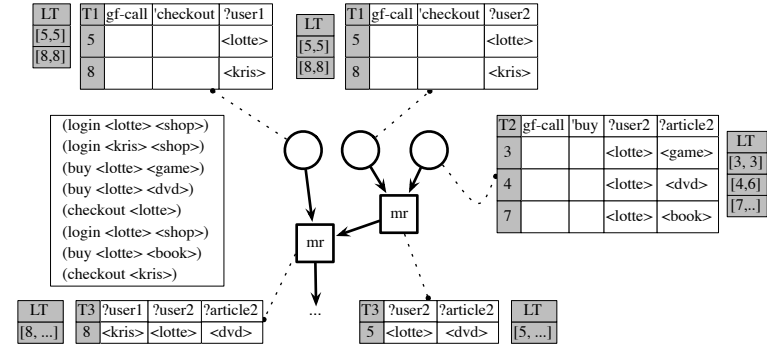 LT
[5,5]
[8,8]
T1 gf-call 'checkout ?user1
5 <lotte>
8 <kris>
LT
[5,5]
[8,8]
T1 gf-call 'checkout ?user2
5 <lotte>
8 <kris>
(login <lotte> <shop>)
(login <kris> <shop>)
(buy <lotte> <game>)
(buy <lotte> <dvd>)
(checkout <lotte>)
(login <lotte> <shop>)
(buy <lotte> <book>)
(checkout <kris>)
T2 gf-call 'buy ?user2 ?article2
3 <lotte> <game>
4 <lotte> <dvd>
7 <lotte> <book>
LT
[3, 3]
[4,6]
[7,..]
mr
mr
...
LT
[8, ...]
T3 ?user1 ?user2 ?article2
8 <kris> <lotte> <dvd>
T3 ?user2 ?article2
5 <lotte> <dvd>
LT
[5, ...]